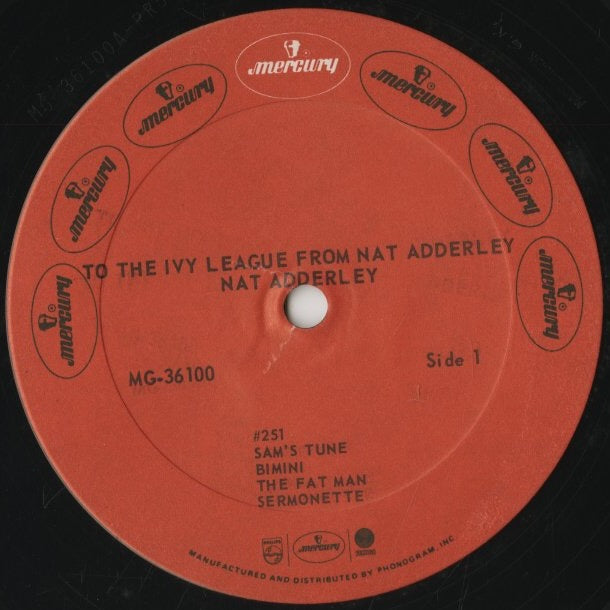 mercury
mercury
mercury
mercury
mercury
mercury
mercury
TO THE IVY LEAGUE FROM NAT ADDERLEY
NAT ADDERLEY
MG-36100
Side 1
#251
SAM'S TUNE
BIMINI
THE FAT MAN
SERMONETTE
PHILIPS
mercury
MANUFACTURED AND DISTRIBUTED BY PHONOGRAM, INC